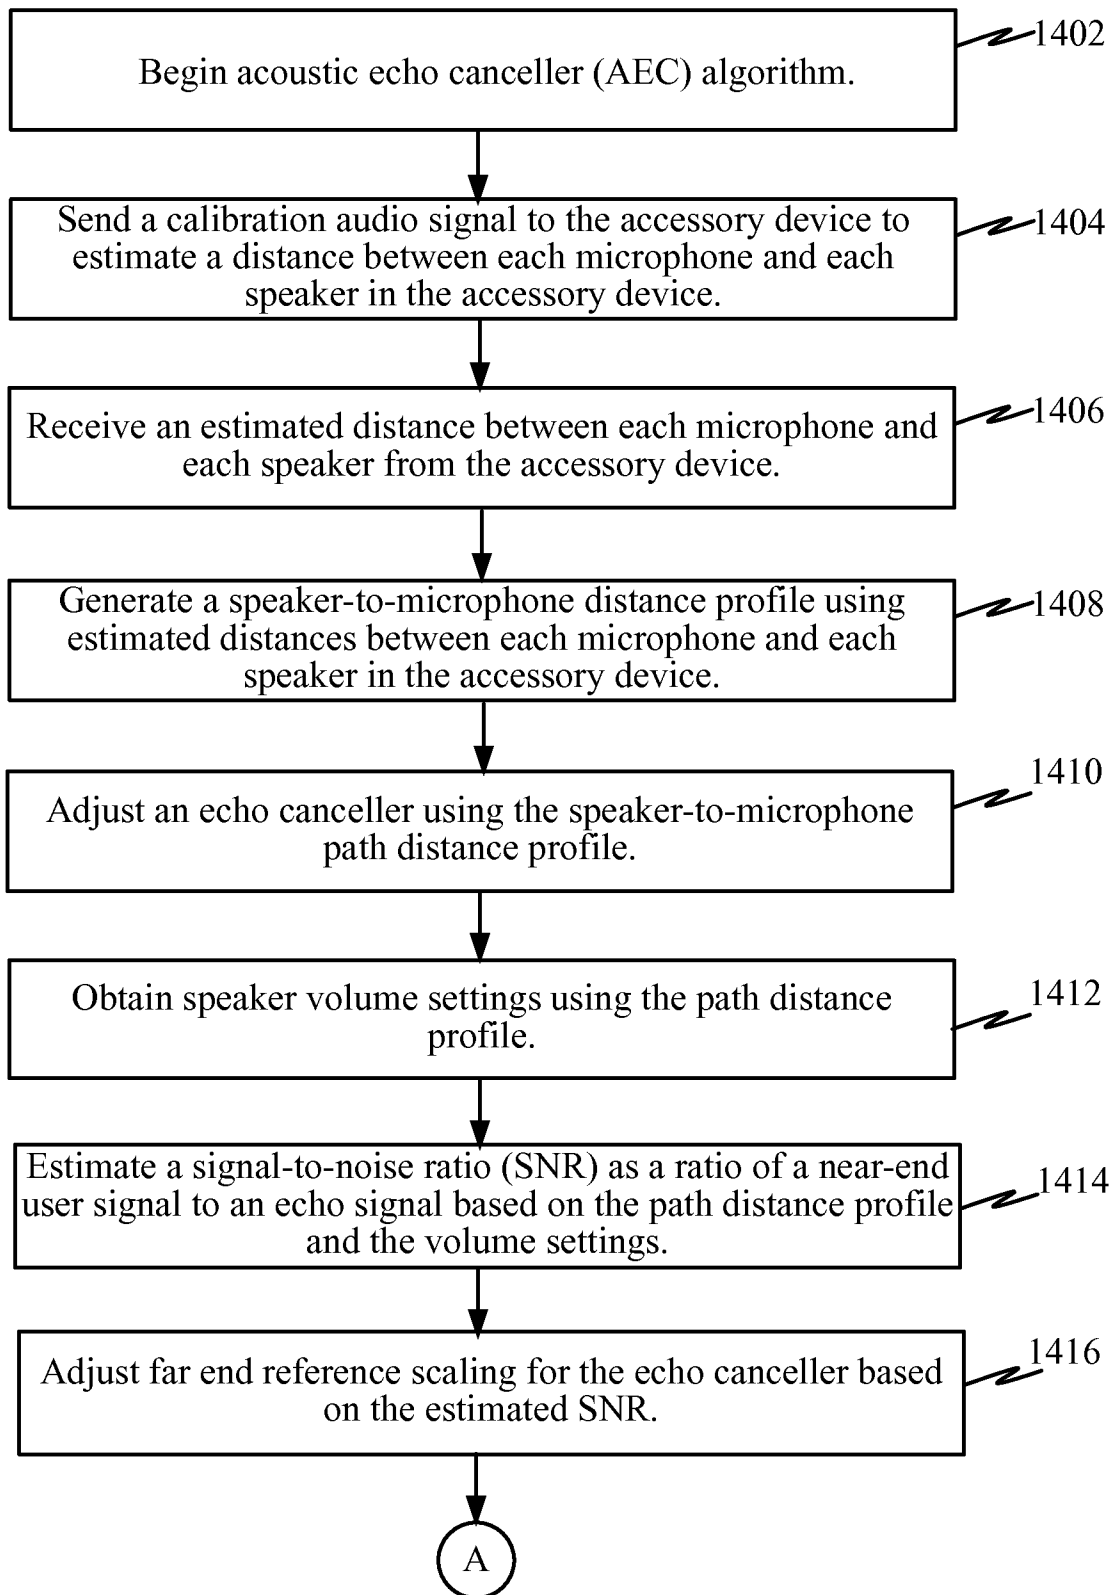 Begin acoustic echo canceller (AEC) algorithm.
1402
Send a calibration audio signal to the accessory device to
estimate a distance between each microphone and each
speaker in the accessory device.
1404
Receive an estimated distance between each microphone and
each speaker from the accessory device.
1406
Generate a speaker-to-microphone distance profile using
estimated distances between each microphone and each
speaker in the accessory device.
1408
Adjust an echo canceller using the speaker-to-microphone
path distance profile.
1410
Obtain speaker volume settings using the path distance
profile.
1412
Estimate a signal-to-noise ratio (SNR) as a ratio of a near-end
user signal to an echo signal based on the path distance profile
and the volume settings.
1414
Adjust far end reference scaling for the echo canceller based
on the estimated SNR.
1416
A